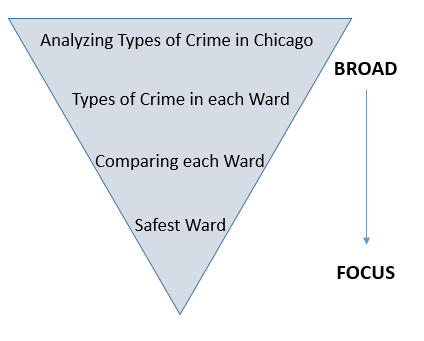 Analyzing Types of Crime in Chicago
BROAD
Types of Crime in each Ward
Comparing each Ward
Safest Ward
FOCUS